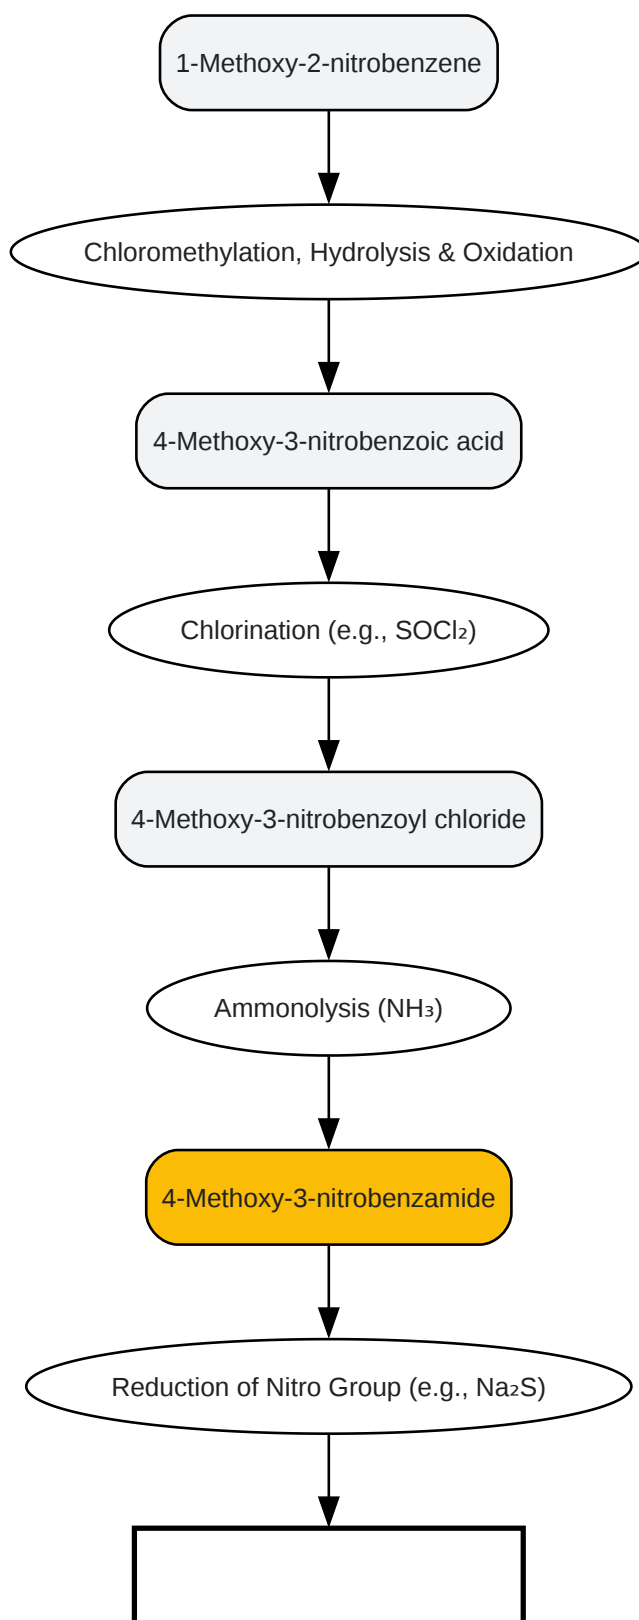 1-Methoxy-2-nitrobenzene
Chloromethylation, Hydrolysis & Oxidation
4-Methoxy-3-nitrobenzoic acid
Chlorination (e.g., SOCl₂)
4-Methoxy-3-nitrobenzoyl chloride
Ammonolysis (NH₃)
4-Methoxy-3-nitrobenzamide
Reduction of Nitro Group (e.g., Na₂S)